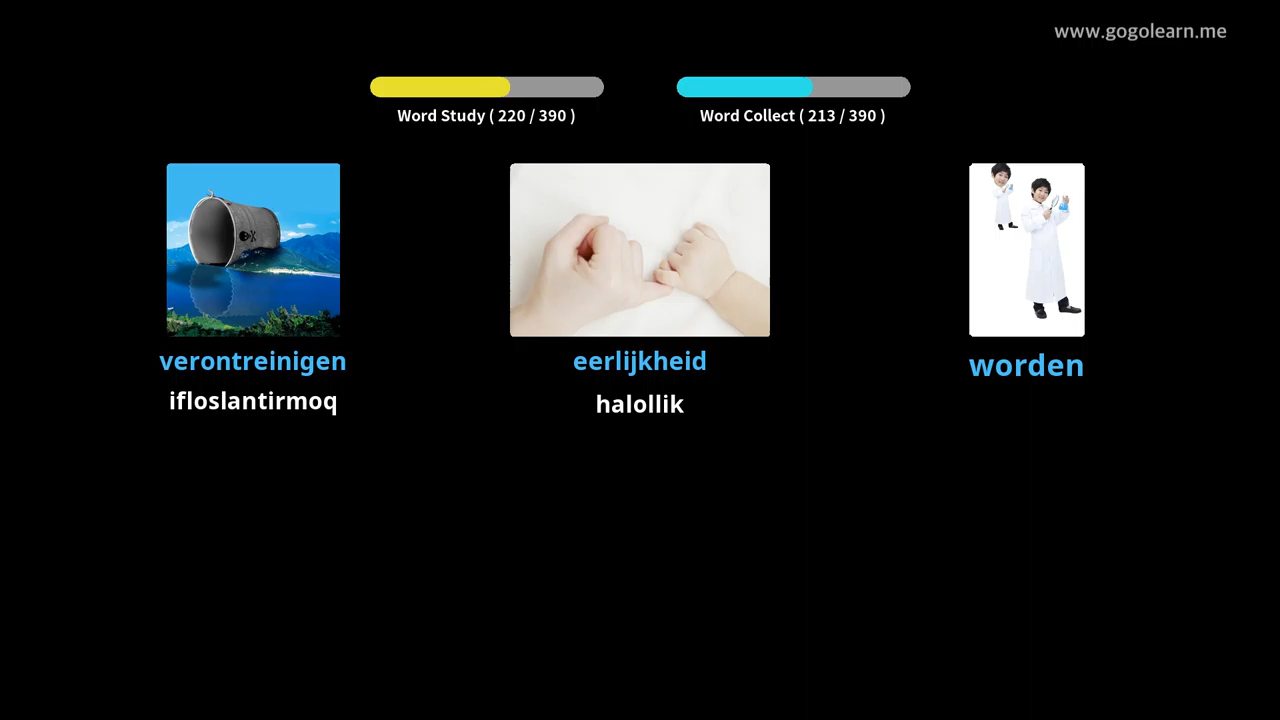 www.gogolearn.me
Word Study ( 220 / 390 )
Word Collect ( 213 / 390 )
verontreinigen
ifloslantirmoq
eerlijkheid
halollik
worden